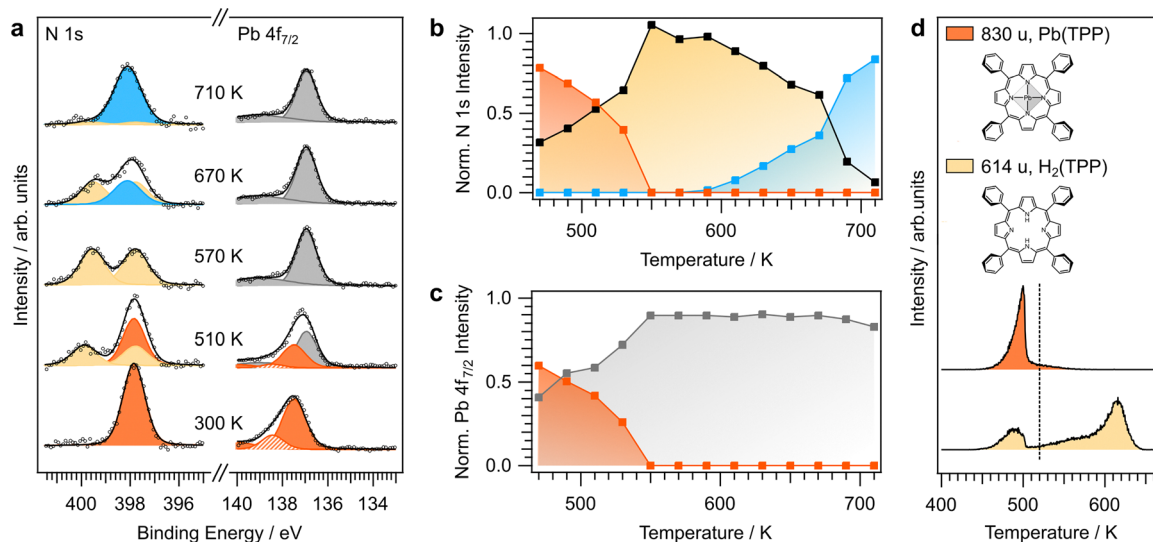 a
N 1s
Pb 4f7/2
710 K
670 K
570 K
510 K
300 K
Intensity / arb. units
400 398 396
140 138 136 134
Binding Energy / eV
b
Norm. N 1s Intensity
1.0
0.5
0.0
500 600 700
Temperature / K
c
Norm. Pb 4f7/2 Intensity
1.0
0.5
0.0
500 600 700
Temperature / K
d
830 u, Pb(TPP)
N
N Pb N
N
614 u, H2(TPP)
N
H
N N
H
N
Intensity / arb.units
400 500 600
Temperature / K